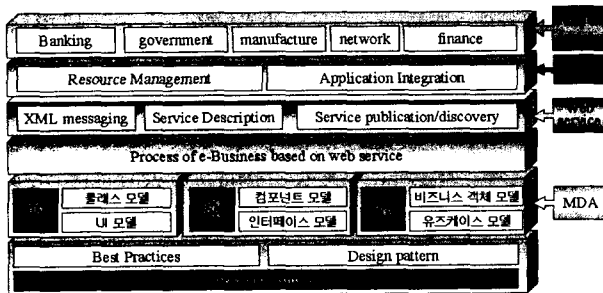 Banking government manufacture network finance
Resource Management Application Integration
XML messaging Service Description Service publication/discovery
service
Process of e-Business based on web service
클래스 모델 컴포넌트 모델 비즈니스 객체 모델
UI 모델 인터페이스 모델 유즈케이스 모델
MDA
Best Practices Design pattern